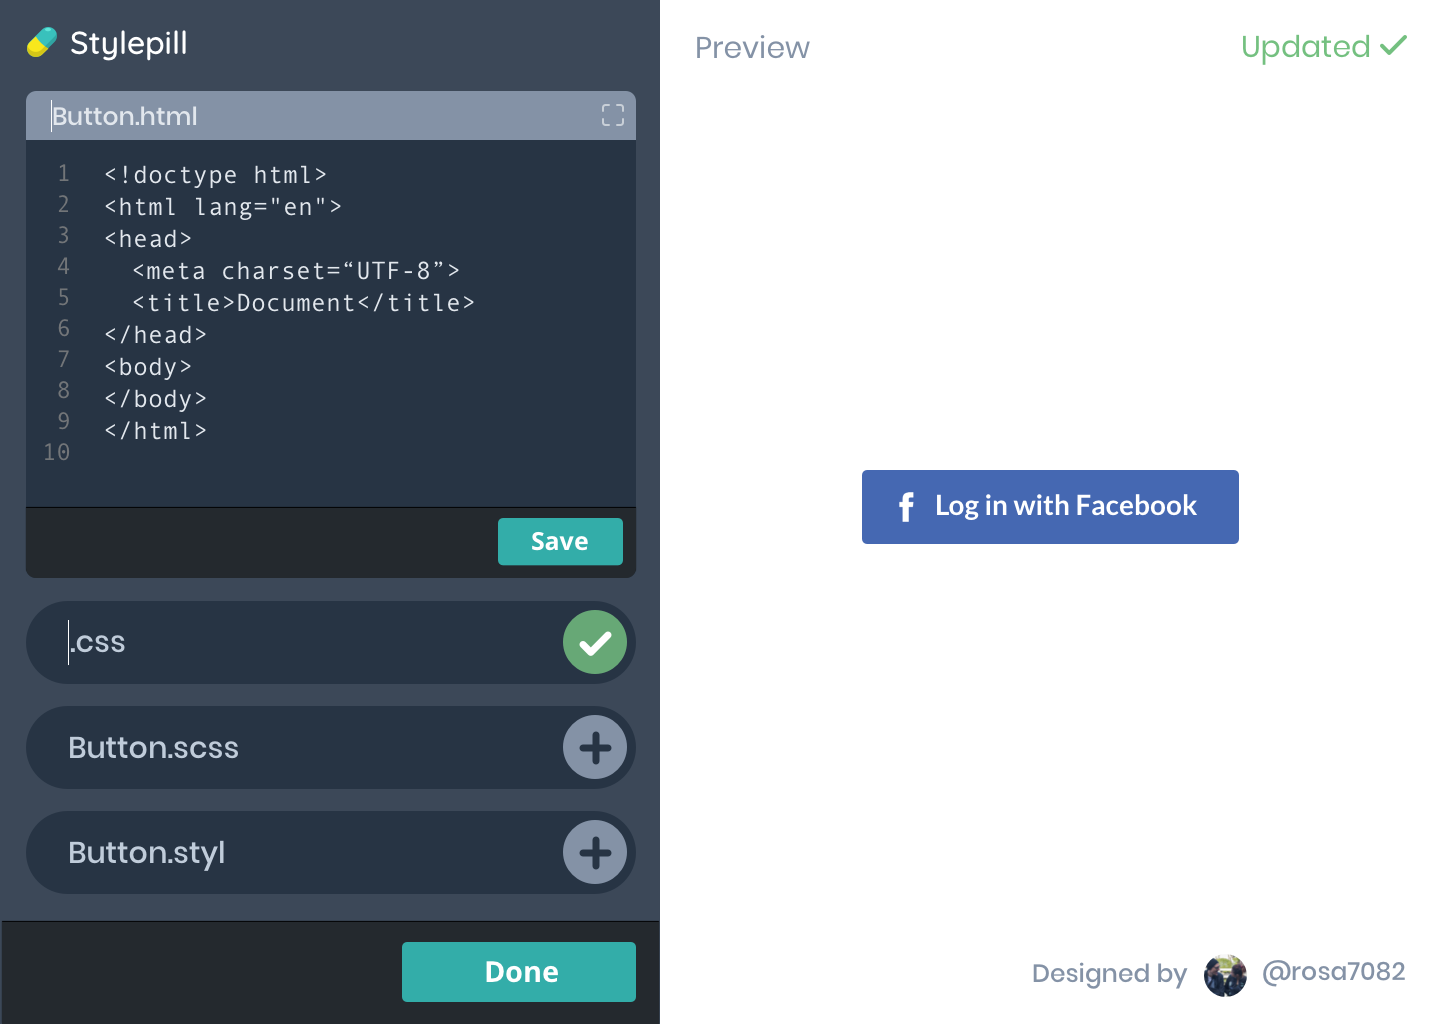 Stylepill
Preview
Updated
Button.html
1 <!doctype html>
2 <html lang="en">
3 <head>
4 <meta charset=“UTF-8”>
5 <title>Document</title>
6 </head>
7 <body>
8 </body>
9 </html>
10
Save
.css
Button.scss
Button.styl
Done
f Log in with Facebook
Designed by @rosa7082